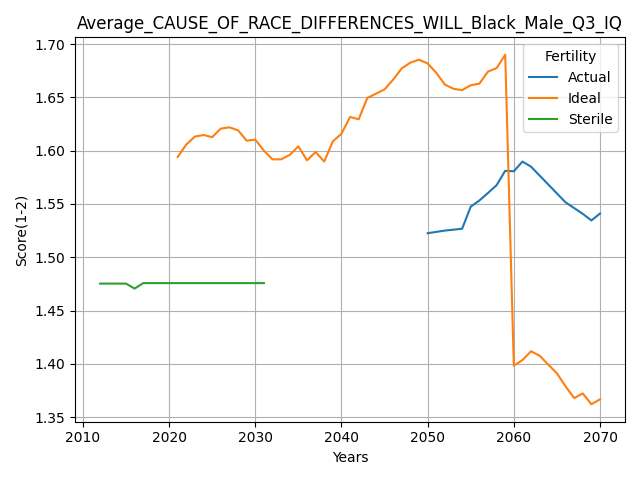 Average_CAUSE_OF_RACE_DIFFERENCES_WILL_Black_Male_Q3_IQ
Fertility
Actual
Ideal
Sterile
Score(1-2)
1.70
1.65
1.60
1.55
1.50
1.45
1.40
1.35
2010 2020 2030 2040 2050 2060 2070
Years